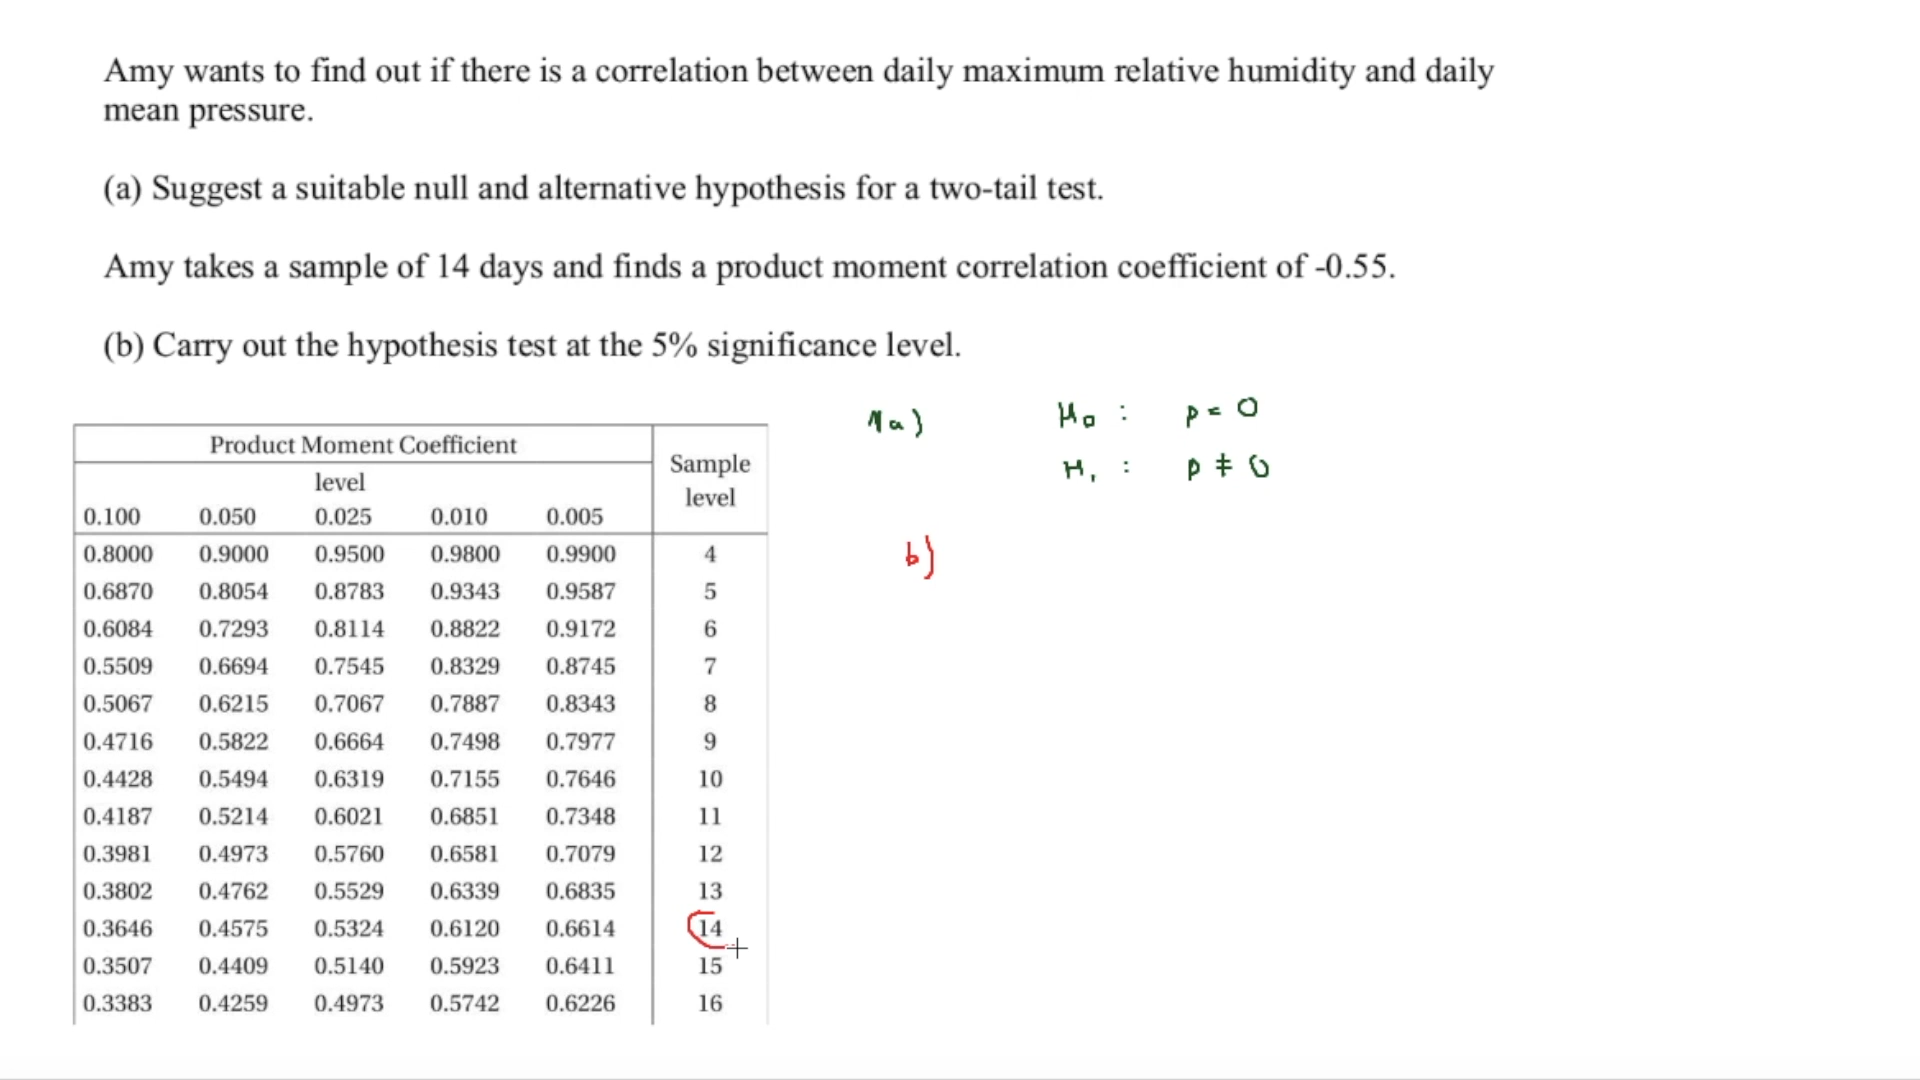 Amy wants to find out if there is a correlation between daily maximum relative humidity and daily
mean pressure.
(a) Suggest a suitable null and alternative hypothesis for a two-tail test.
Amy takes a sample of 14 days and finds a product moment correlation coefficient of -0.55.
(b) Carry out the hypothesis test at the 5% significance level.
1a) H₀ : p = 0
H₁ : p ≠ 0
b)
Product Moment Coefficient
Sample
level
level
0.100 0.050 0.025 0.010 0.005
0.8000 0.9000 0.9500 0.9800 0.9900 4
0.6870 0.8054 0.8783 0.9343 0.9587 5
0.6084 0.7293 0.8114 0.8822 0.9172 6
0.5509 0.6694 0.7545 0.8329 0.8745 7
0.5067 0.6215 0.7067 0.7887 0.8343 8
0.4716 0.5822 0.6664 0.7498 0.7977 9
0.4428 0.5494 0.6319 0.7155 0.7646 10
0.4187 0.5214 0.6021 0.6851 0.7348 11
0.3981 0.4973 0.5760 0.6581 0.7079 12
0.3802 0.4762 0.5529 0.6339 0.6835 13
0.3646 0.4575 0.5324 0.6120 0.6614 14
0.3507 0.4409 0.5140 0.5923 0.6411 15
0.3383 0.4259 0.4973 0.5742 0.6226 16